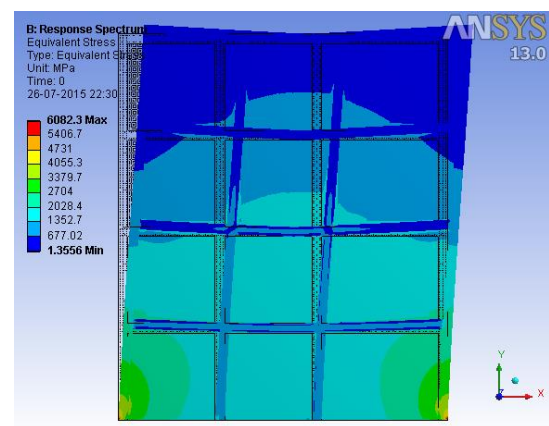 B: Response Spectrum
Equivalent Stress
Type: Equivalent Stress
Unit: MPa
Time: 0
26-07-2015 22:30
ANSYS
13.0
6082.3 Max
5406.7
4731
4055.3
3379.7
2704
2028.4
1352.7
677.02
1.3556 Min
Y
Z
X